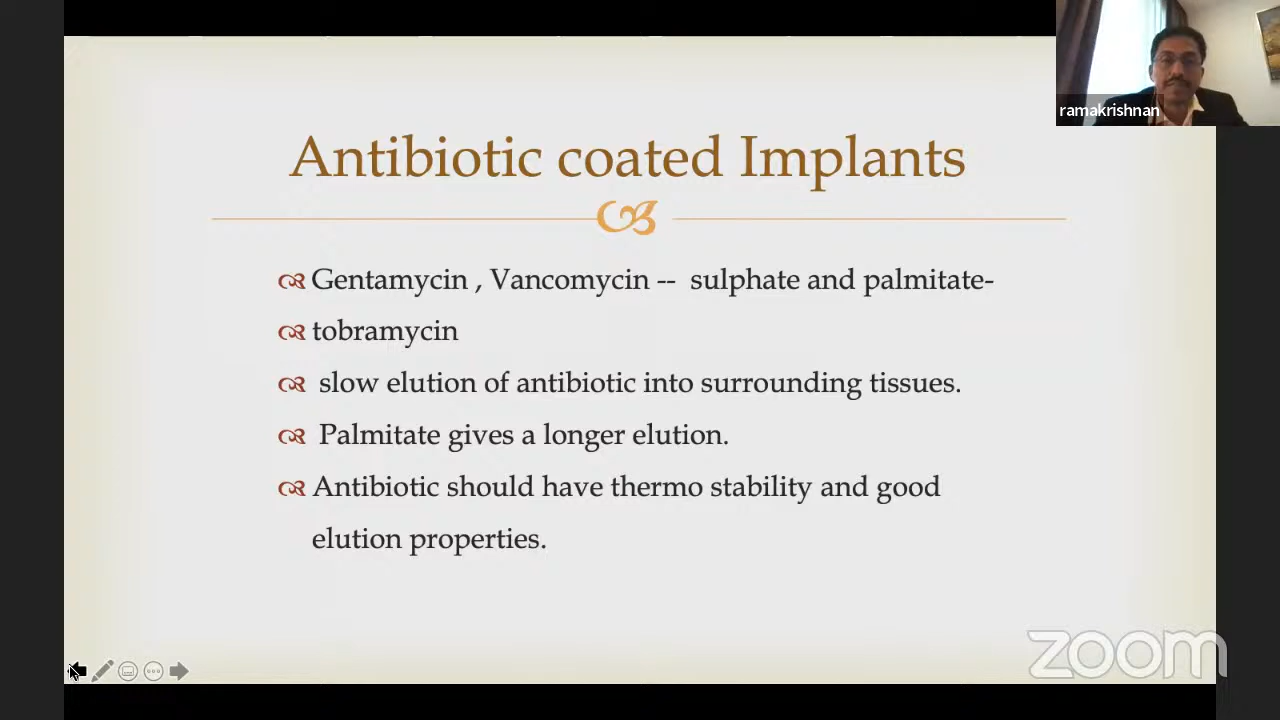 ramakrishnan
Antibiotic coated Implants
Gentamycin , Vancomycin -- sulphate and palmitate-
tobramycin
slow elution of antibiotic into surrounding tissues.
Palmitate gives a longer elution.
Antibiotic should have thermo stability and good
elution properties.
zoom